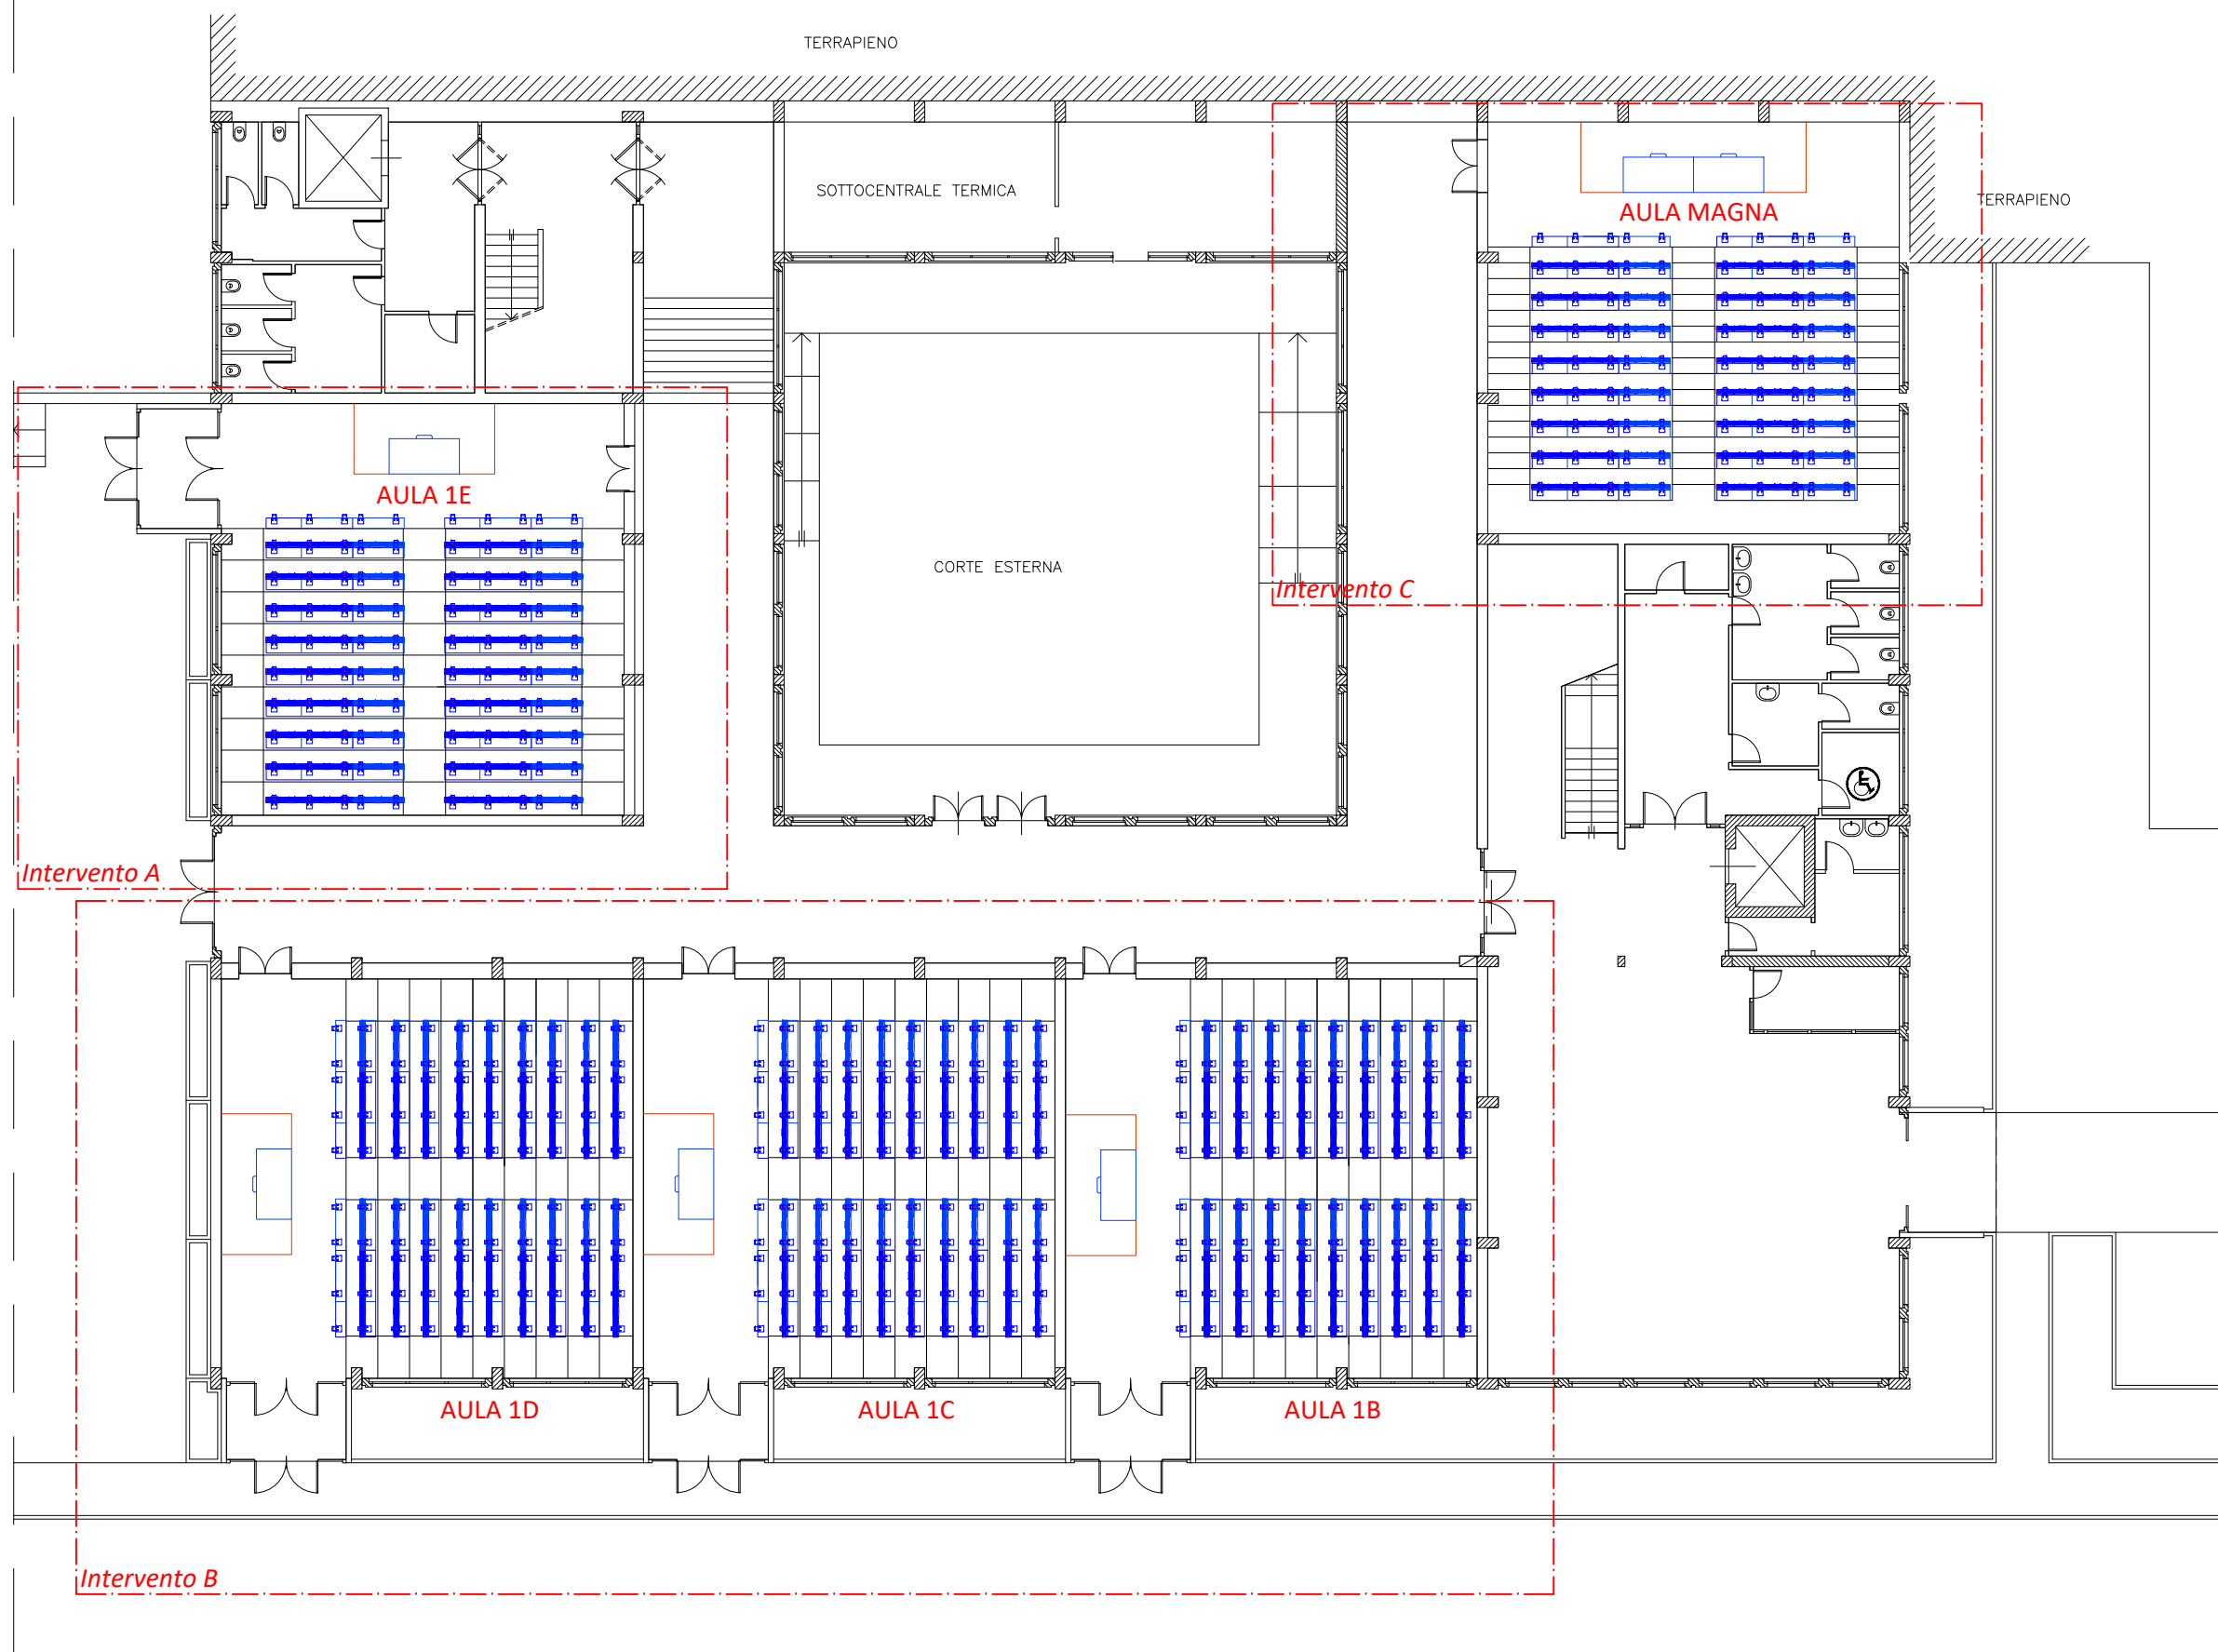 TERRAPIENO
SOTTOCENTRALE TERMICA
TERRAPIENO
AULA MAGNA
AULA 1E
CORTE ESTERNA
Intervento C
Intervento A
AULA 1D
AULA 1C
AULA 1B
Intervento B